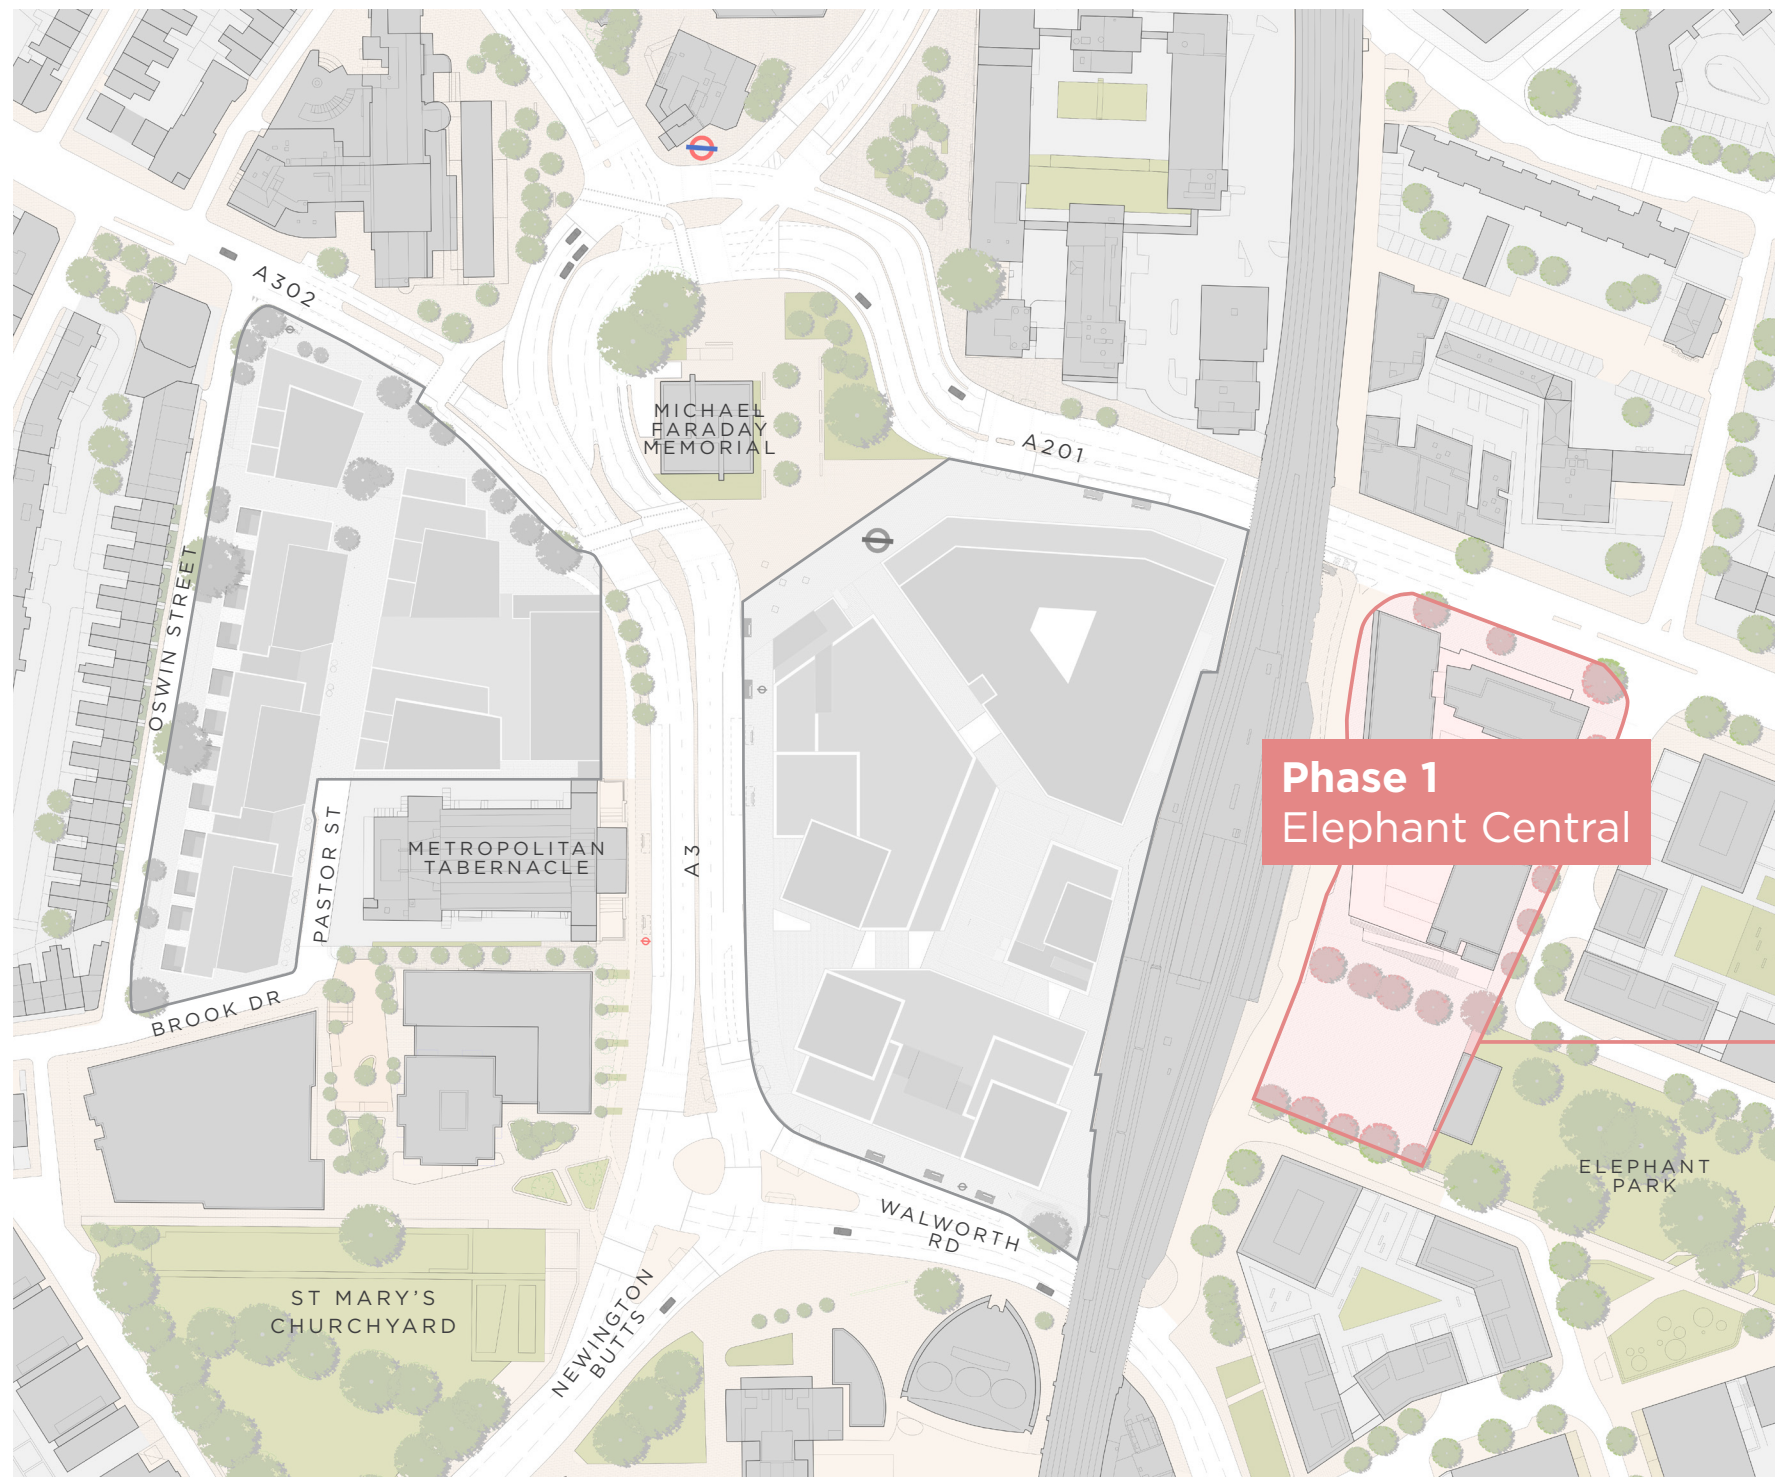 A302
MICHAEL
FARADAY
MEMORIAL
A201
OSWIN STREET
Phase 1
Elephant Central
PASTOR ST
METROPOLITAN
TABERNACLE
A3
BROOK DR
ELEPHANT
PARK
WALWORTH
RD
ST MARY'S
CHURCHYARD
NEWINGTON
BUTTS